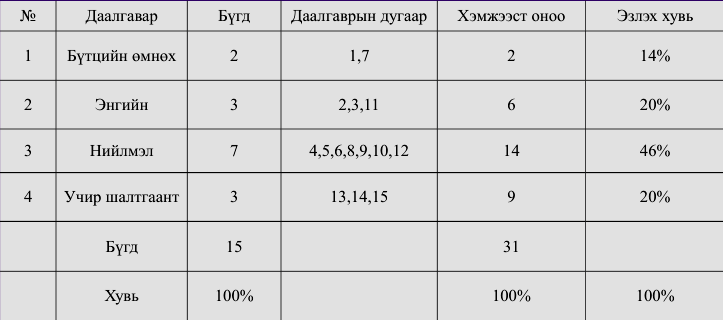 № Даалгавар Бүгд Даалгаврын дугаар Хэмжээст оноо Эзлэх хувь
1 Бүтцийн өмнөх 2 1,7 2 14%
2 Энгийн 3 2,3,11 6 20%
3 Нийлмэл 7 4,5,6,8,9,10,12 14 46%
4 Учир шалтгаант 3 13,14,15 9 20%
Бүгд 15 31
Хувь 100% 100% 100%